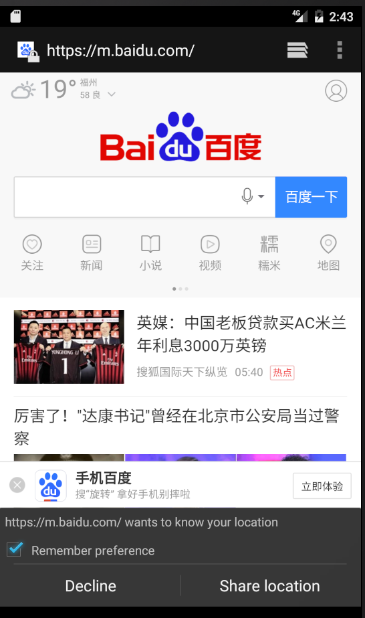 4G 2:43
https://m.baidu.com/
19° 福州
58 良
Bai du 百度
百度一下
关注 新闻 小说 视频 糯米 地图
英媒：中国老板贷款买AC米兰
年利息3000万英镑
搜狐国际天下纵览 05:40 热点
YONGHONG LI
1
厉害了！"达康书记"曾经在北京市公安局当过警
察
手机百度
搜"旋转" 拿好手机别摔啦
立即体验
https://m.baidu.com/ wants to know your location
Remember preference
Decline Share location